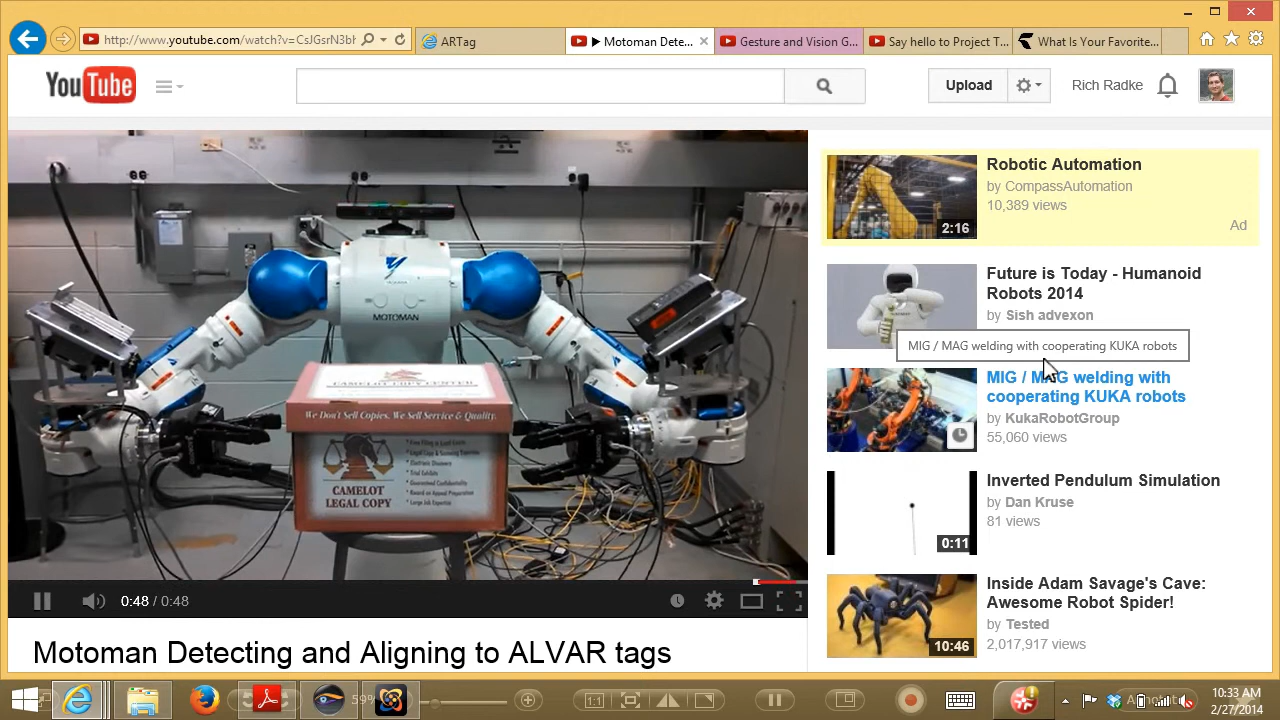 http://www.youtube.com/watch?v=CsJGsrN3bl
ARTag
▶ Motoman Dete...
Gesture and Vision G...
Say hello to Project T...
What Is Your Favorite...
YouTube
Upload
Rich Radke
MOTOMAN
CAMELOT COPY CENTER
We Don't Sell Copies. We Sell Service & Quality.
CAMELOT
LEGAL COPY
0:48 / 0:48
Motoman Detecting and Aligning to ALVAR tags
Robotic Automation
by CompassAutomation
10,389 views
Ad
2:16
Future is Today - Humanoid
Robots 2014
by Sish advexon
MIG / MAG welding with cooperating KUKA robots
MIG / MAG welding with
cooperating KUKA robots
by KukaRobotGroup
55,060 views
Inverted Pendulum Simulation
by Dan Kruse
81 views
0:11
Inside Adam Savage's Cave:
Awesome Robot Spider!
by Tested
2,017,917 views
10:46
59%
1:1
10:33 AM
2/27/2014